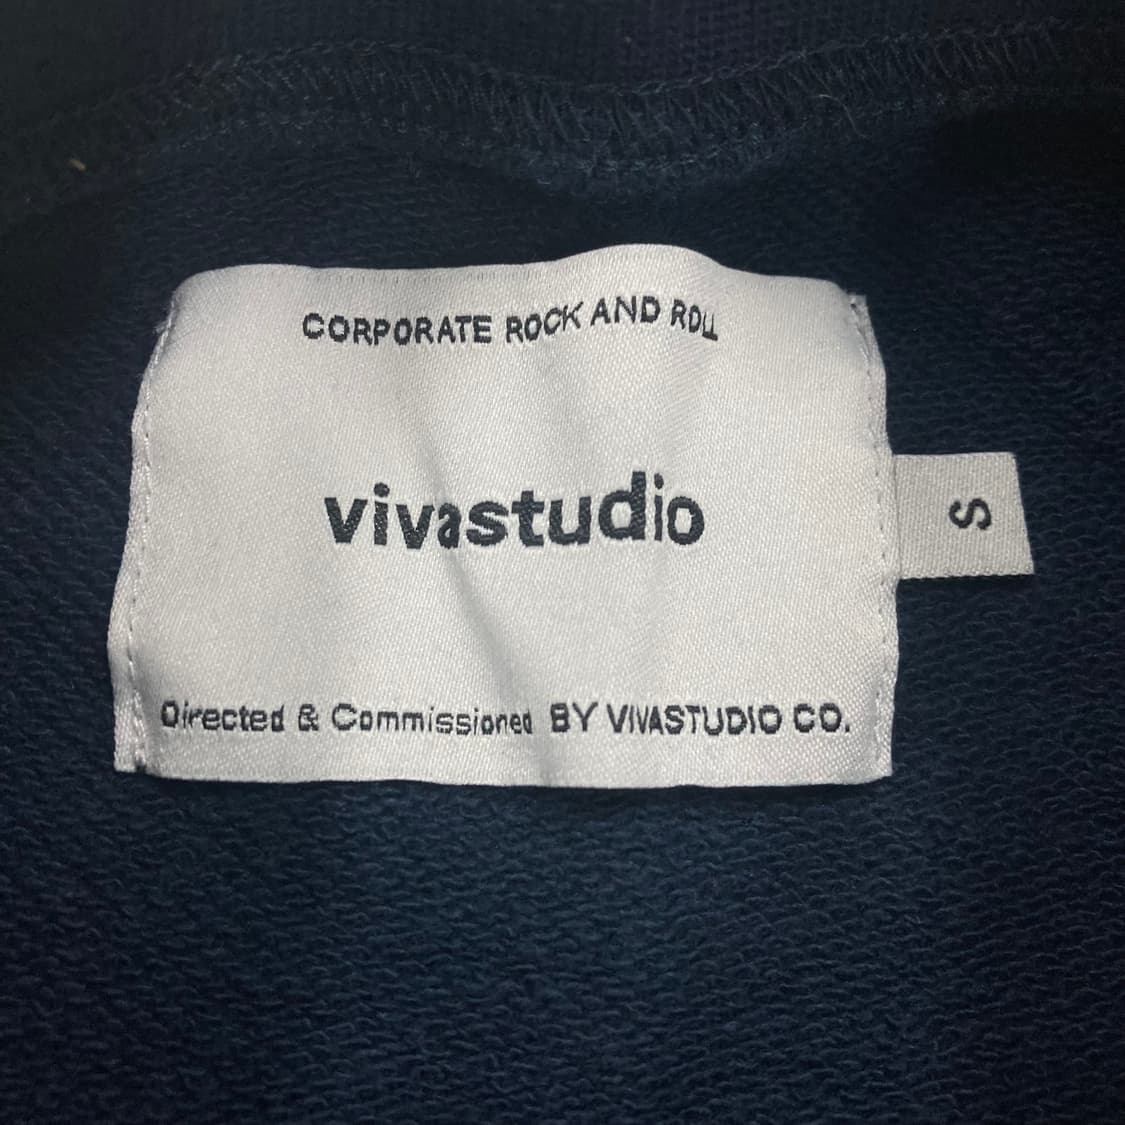 CORPORATE ROCK AND ROLL
vivastudio
S
Directed & Commissioned BY VIVASTUDIO CO.